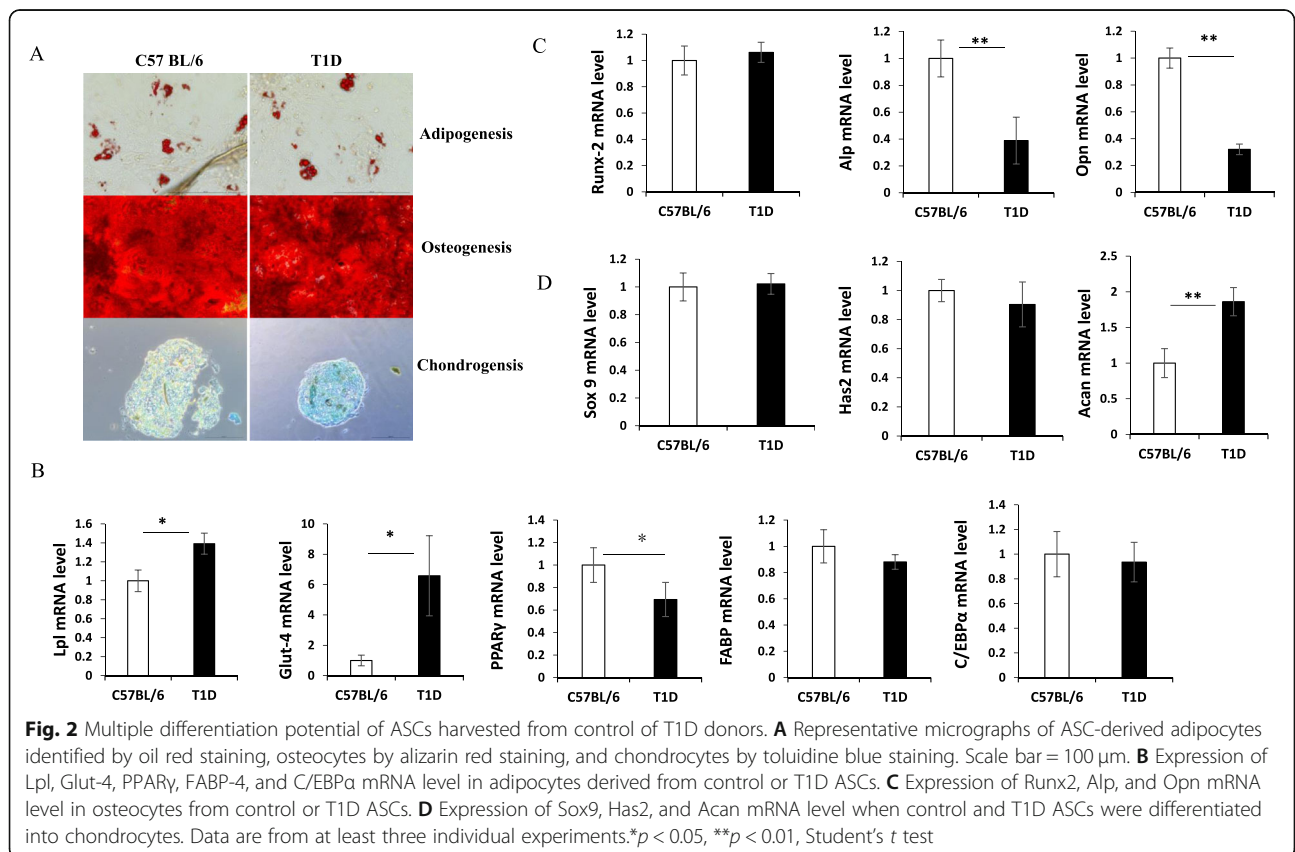 A
C57 BL/6
T1D
Adipogenesis
Osteogenesis
Chondrogensis
C
Runx-2 mRNA level
1.2
1
0.8
0.6
0.4
0.2
0
C57BL/6
T1D
Alp mRNA level
1.2
1
0.8
0.6
0.4
0.2
0
**
C57BL/6
T1D
Opn mRNA level
1.2
1
0.8
0.6
0.4
0.2
0
**
C57BL/6
T1D
D
Sox 9 mRNA level
1.2
1
0.8
0.6
0.4
0.2
0
C57BL/6
T1D
Has2 mRNA level
1.2
1
0.8
0.6
0.4
0.2
0
C57BL/6
T1D
Acan mRNA level
2.5
2
1.5
1
0.5
0
**
C57BL/6
T1D
B
Lpl mRNA level
1.6
1.4
1.2
1
0.8
0.6
0.4
0.2
0
*
C57BL/6
T1D
Glut-4 mRNA level
10
8
6
4
2
0
*
C57BL/6
T1D
PPARγ mRNA level
1.4
1.2
1
0.8
0.6
0.4
0.2
0
*
C57BL/6
T1D
FABP mRNA level
1.2
1
0.8
0.6
0.4
0.2
0
C57BL/6
T1D
C/EBPα mRNA level
1.4
1.2
1
0.8
0.6
0.4
0.2
0
C57BL/6
T1D
Fig. 2 Multiple differentiation potential of ASCs harvested from control of T1D donors. A Representative micrographs of ASC-derived adipocytes
identified by oil red staining, osteocytes by alizarin red staining, and chondrocytes by toluidine blue staining. Scale bar = 100 μm. B Expression of
Lpl, Glut-4, PPARγ, FABP-4, and C/EBPα mRNA level in adipocytes derived from control or T1D ASCs. C Expression of Runx2, Alp, and Opn mRNA
level in osteocytes from control or T1D ASCs. D Expression of Sox9, Has2, and Acan mRNA level when control and T1D ASCs were differentiated
into chondrocytes. Data are from at least three individual experiments.*p < 0.05, **p < 0.01, Student's t test